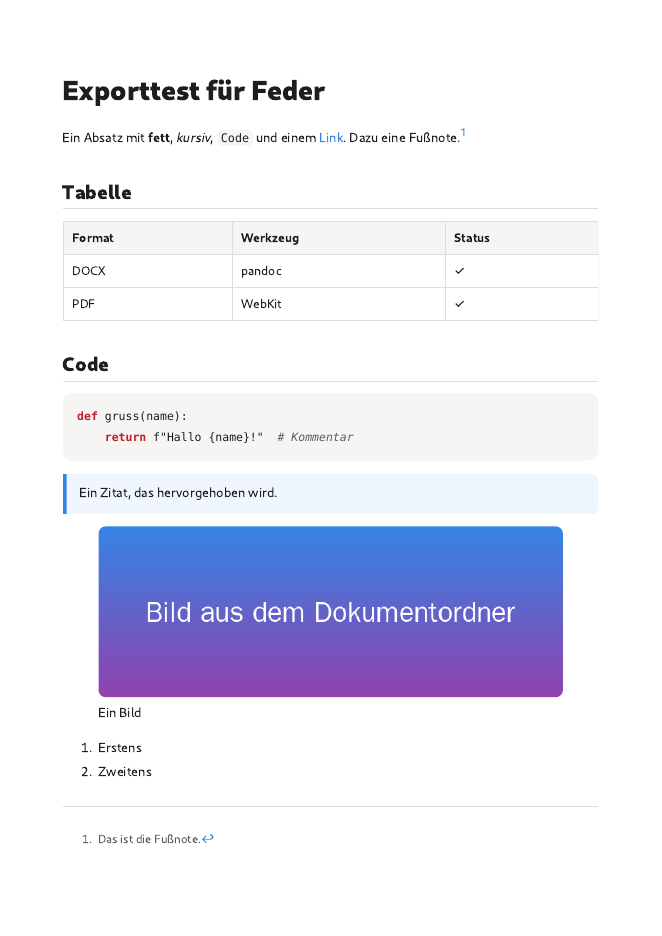 Exporttest für Feder
Ein Absatz mit fett, kursiv, Code und einem Link. Dazu eine Fußnote.1
Tabelle
Format Werkzeug Status
DOCX pandoc ✓
PDF WebKit ✓
Code
def gruss(name):
    return f"Hallo {name}!"  # Kommentar
Ein Zitat, das hervorgehoben wird.
Bild aus dem Dokumentordner
Ein Bild
1. Erstens
2. Zweitens
1. Das ist die Fußnote.↩